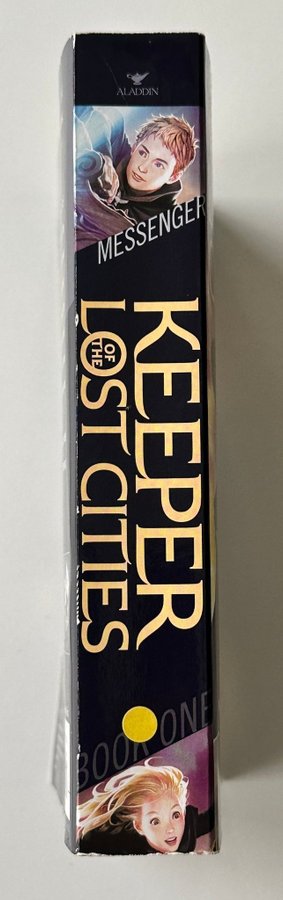 ALADDIN
MESSENGER
KEEPER
OF THE
LOST CITIES
BOOK ONE